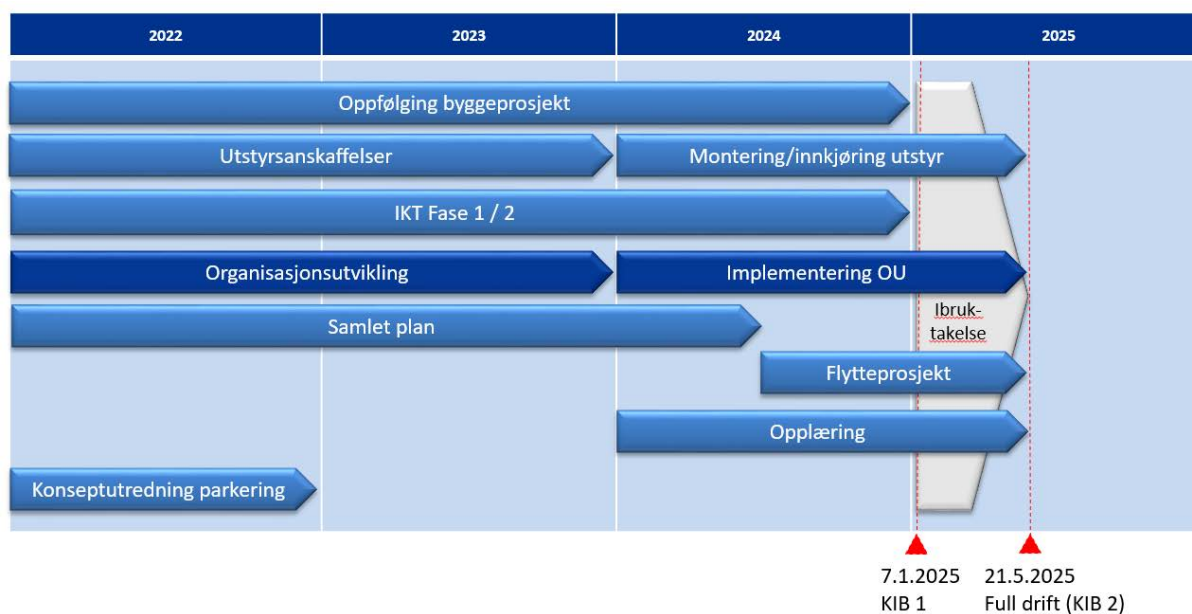 2022
2023
2024
2025
Oppfølging byggeprosjekt
Utstyrsanskaffelser
Montering/innkjøring utstyr
IKT Fase 1 / 2
Organisasjonsutvikling
Implementering OU
Ibruk-
takelse
Samlet plan
Flytteprosjekt
Opplæring
Konseptutredning parkering
7.1.2025
KIB 1
21.5.2025
Full drift (KIB 2)